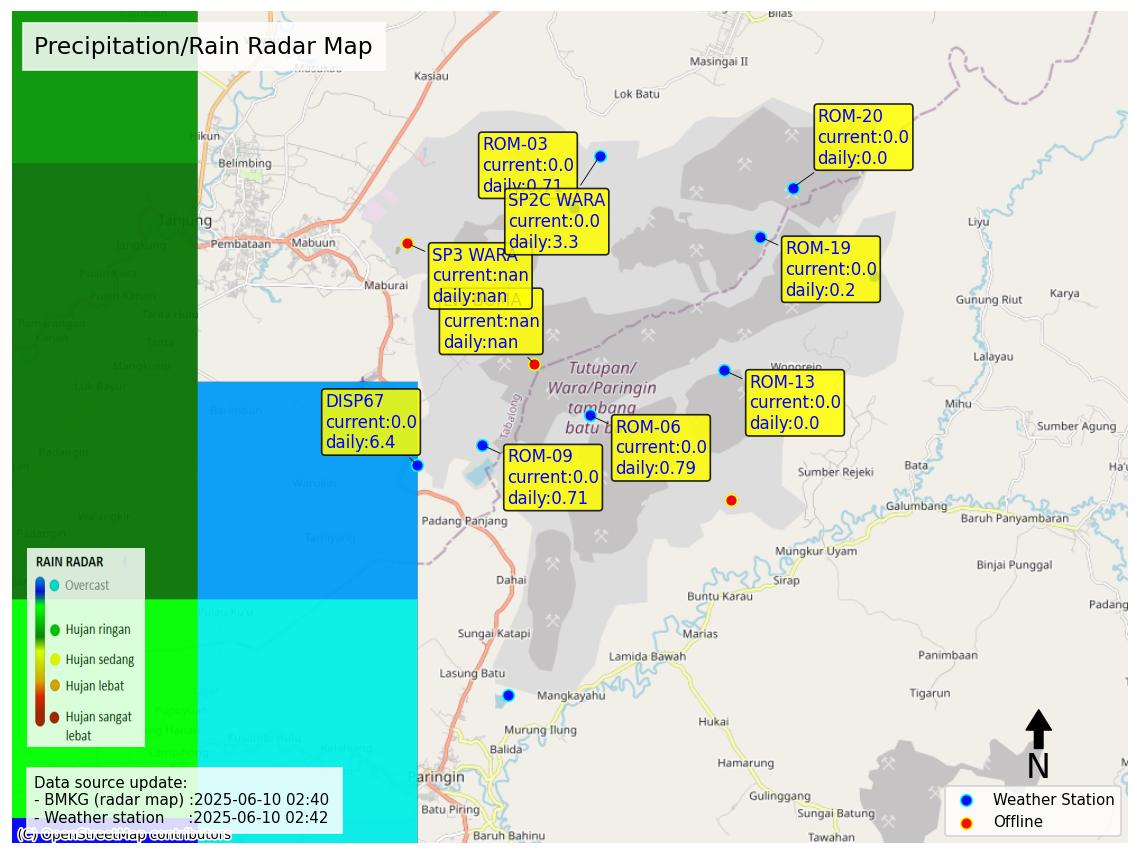 Precipitation/Rain Radar Map
Bilas
Masingai II
Kasiau
Lok Batu
ROM-20
current:0.0
daily:0.0
ROM-03
current:0.0
daily:0.71
Hikun
Belimbing
SP2C WARA
current:0.0
daily:3.3
Tanjung
Jangkung
Pembataan
Mabuun
Liyu
SP3 WARA
current:nan
daily:nan
ROM-19
current:0.0
daily:0.2
Maburai
Gunung Riut
Karya
current:nan
daily:nan
Lalayau
Wonorejo
Tutupan/
Wara/Paringin
tambang
batu
Tabalong
ROM-13
current:0.0
daily:0.0
Mihu
DISP67
current:0.0
daily:6.4
ROM-06
current:0.0
daily:0.79
Sumber Agung
ROM-09
current:0.0
daily:0.71
Bata
Sumber Rejeki
Galumbang
Baruh Panyambaran
Padang Panjang
Mungkur Uyam
Binjai Punggal
Dahai
Sirap
Buntu Karau
Padang
RAIN RADAR
Overcast
Hujan ringan
Hujan sedang
Hujan lebat
Hujan sangat
lebat
Sungai Katapi
Marias
Lamida Bawah
Panimbaan
Lasung Batu
Mangkayahu
Tigarun
Murung Ilung
Hukai
Balida
Hamarung
N
Paringin
Gulinggang
Batu Piring
Sungai Batung
Baruh Bahinu
Tawahan
Data source update:
- BMKG (radar map) :2025-06-10 02:40
- Weather station :2025-06-10 02:42
(C) OpenStreetMap contributors
Weather Station
Offline